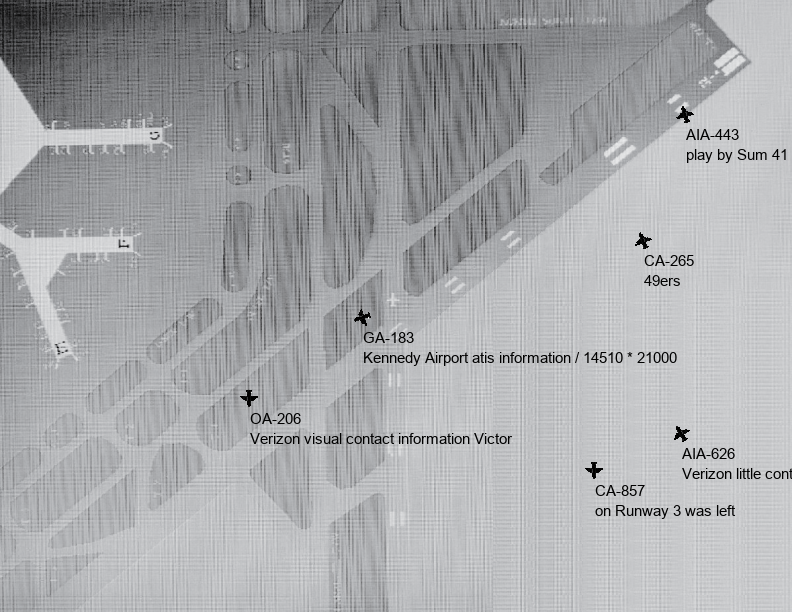 AIA-443
play by Sum 41
CA-265
49ers
GA-183
Kennedy Airport atis information / 14510 * 21000
OA-206
Verizon visual contact information Victor
AIA-626
Verizon little cont
CA-857
on Runway 3 was left